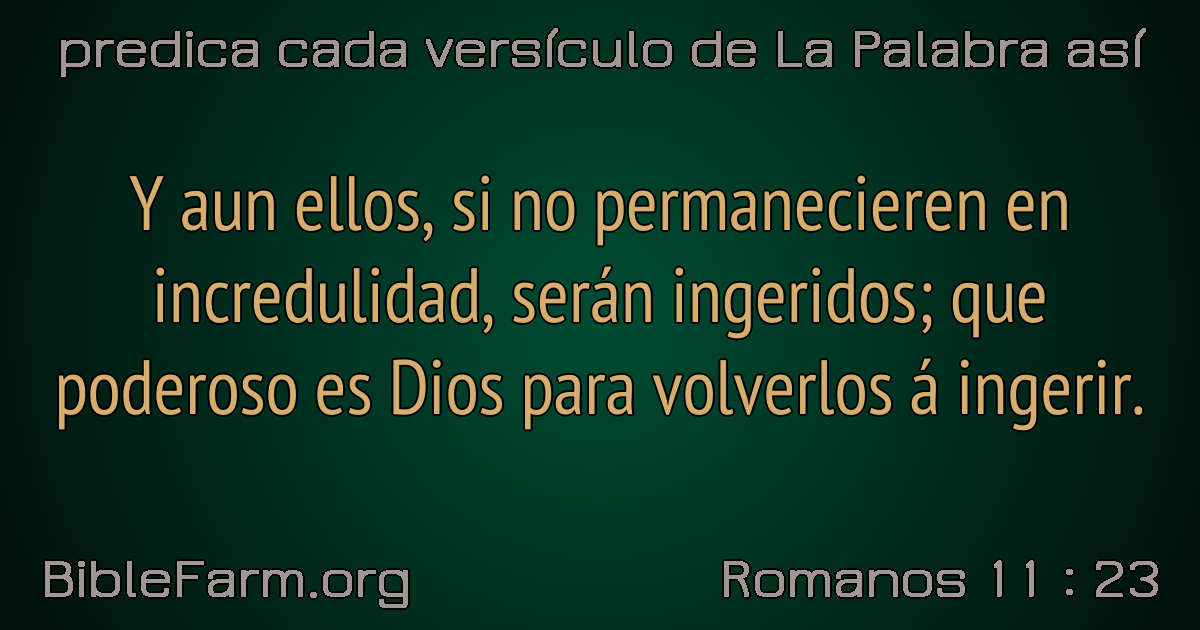 predica cada versículo de La Palabra así
Y aun ellos, si no permanecieren en
incredulidad, serán ingeridos; que
poderoso es Dios para volverlos á ingerir.
BibleFarm.org
Romanos 11 : 23